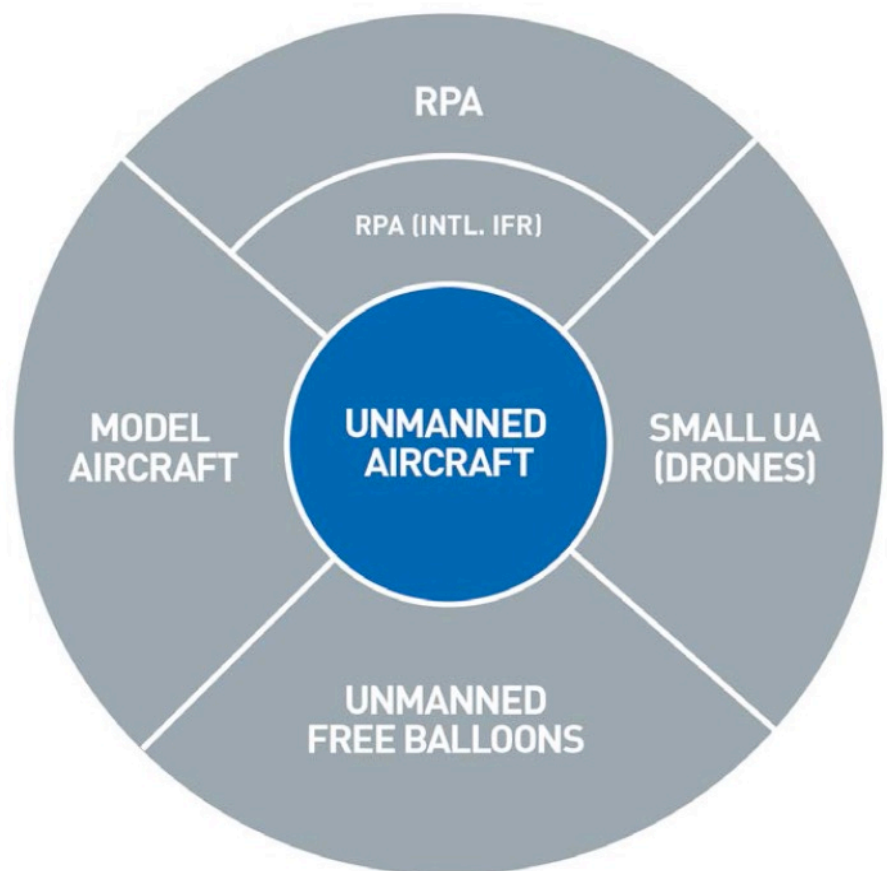 RPA
RPA (INTL. IFR)
MODEL
AIRCRAFT
UNMANNED
AIRCRAFT
SMALL UA
(DRONES)
UNMANNED
FREE BALLOONS